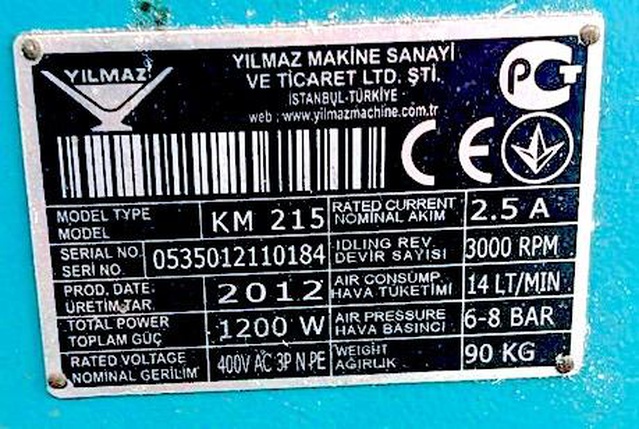 YILMAZ
YILMAZ MAKİNE SANAYİ
VE TİCARET LTD. ŞTİ.
İSTANBUL-TÜRKİYE
web : www.yilmazmachine.com.tr
PCT
CE
MODEL TYPE
MODEL
KM 215
RATED CURRENT
NOMINAL AKIM
2.5 A
SERIAL NO.
SERİ NO.
0535012110184
IDLING REV.
DEVİR SAYISI
3000 RPM
PROD. DATE:
ÜRETİM TAR.
2012
AIR CONSUMP.
HAVA TÜKETİMİ
14 LT/MIN
TOTAL POWER
TOPLAM GÜÇ
1200 W
AIR PRESSURE
HAVA BASINCI
6-8 BAR
RATED VOLTAGE
NOMINAL GERİLİM
400V AC 3P N PE
WEIGHT
AĞIRLIK
90 KG